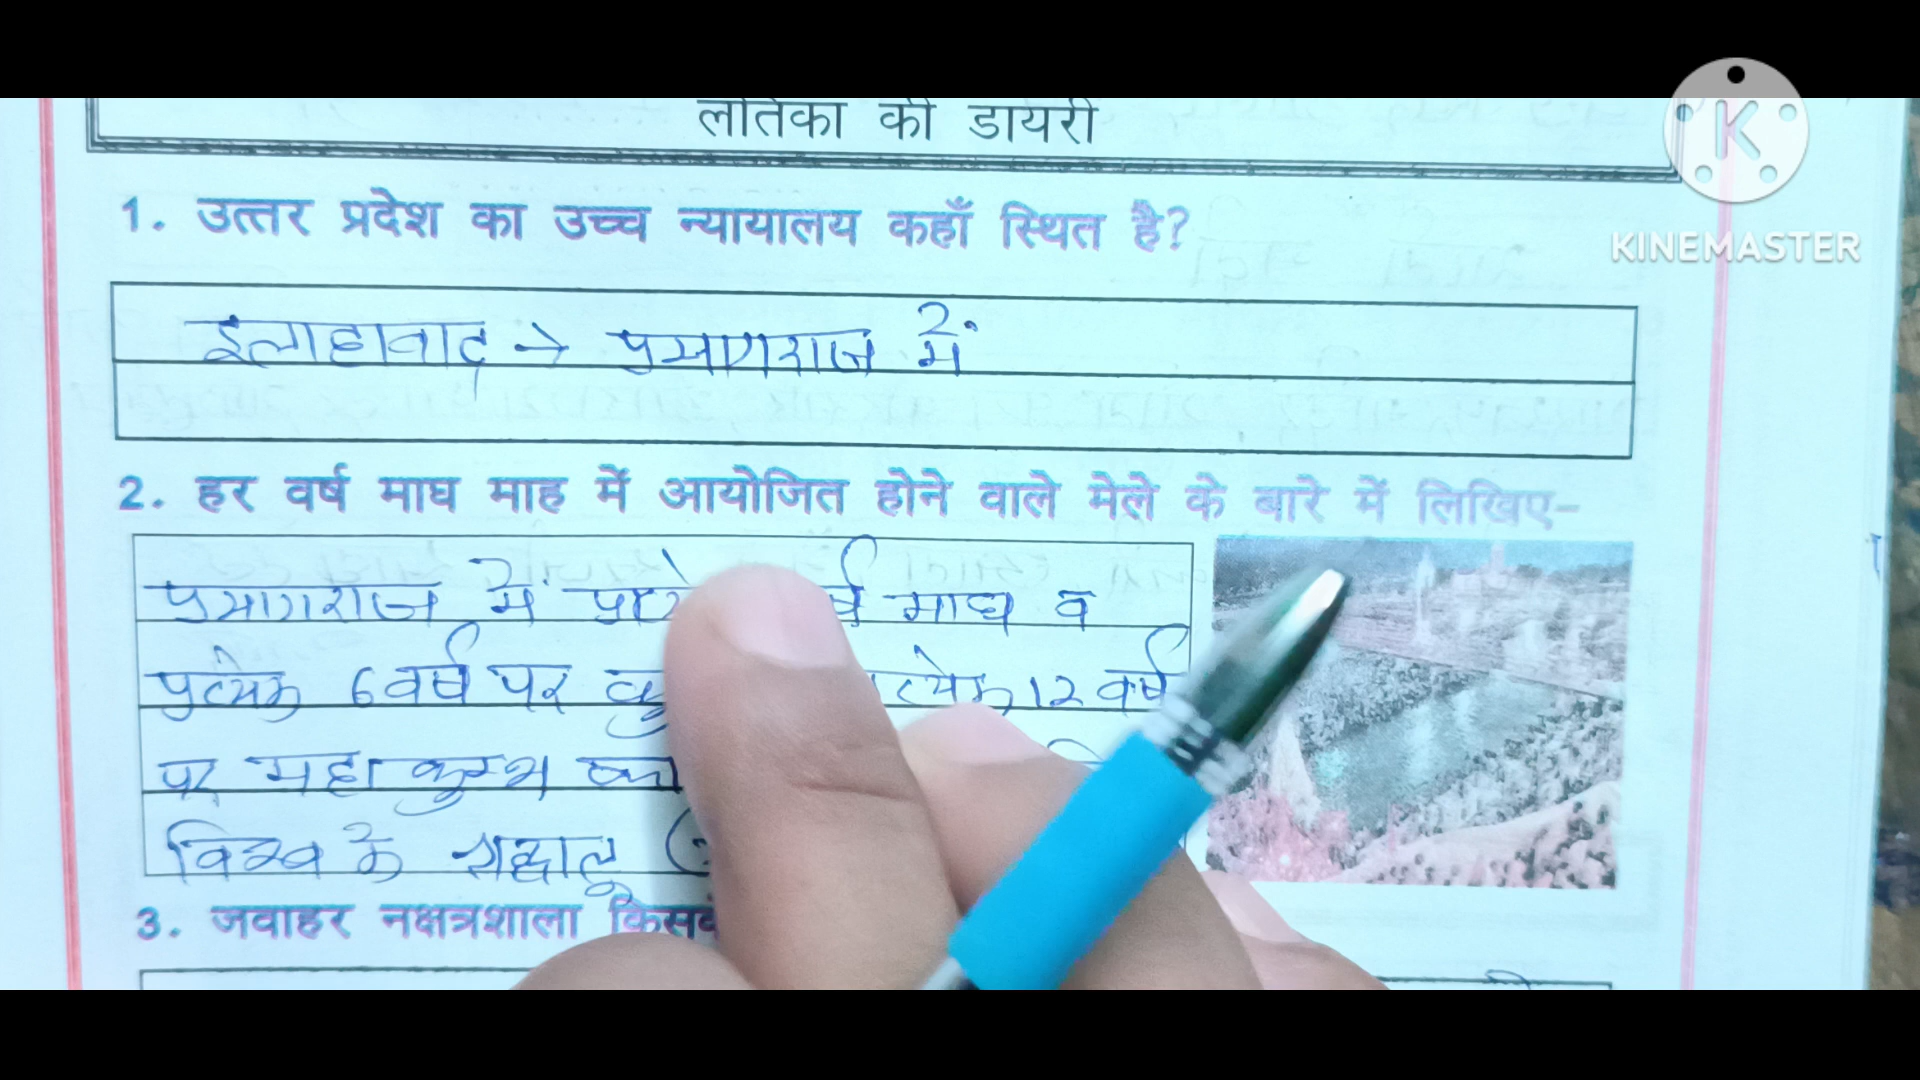 लतिका की डायरी
KINEMASTER
1. उत्तर प्रदेश का उच्च न्यायालय कहाँ स्थित है?
इलाहाबाद → प्रयागराज में
2. हर वर्ष माघ माह में आयोजित होने वाले मेले के बारे में लिखिए-
प्रयागराज में माघ व
प्रत्येक 6 वर्ष पर 12 वर्ष
पर महा कुम्भ का
विश्व के श्रद्धालू
3. जवाहर नक्षत्रशाला